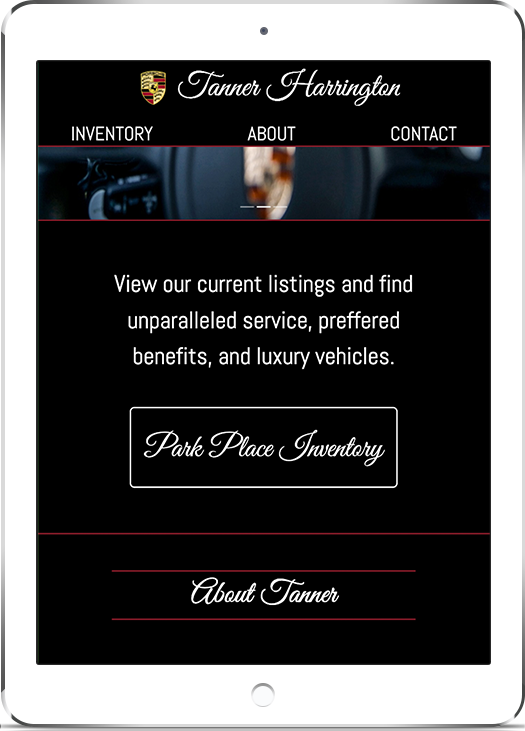 Tanner Harrington
INVENTORY ABOUT CONTACT
View our current listings and find
unparalleled service, preffered
benefits, and luxury vehicles.
Park Place Inventory
About Tanner